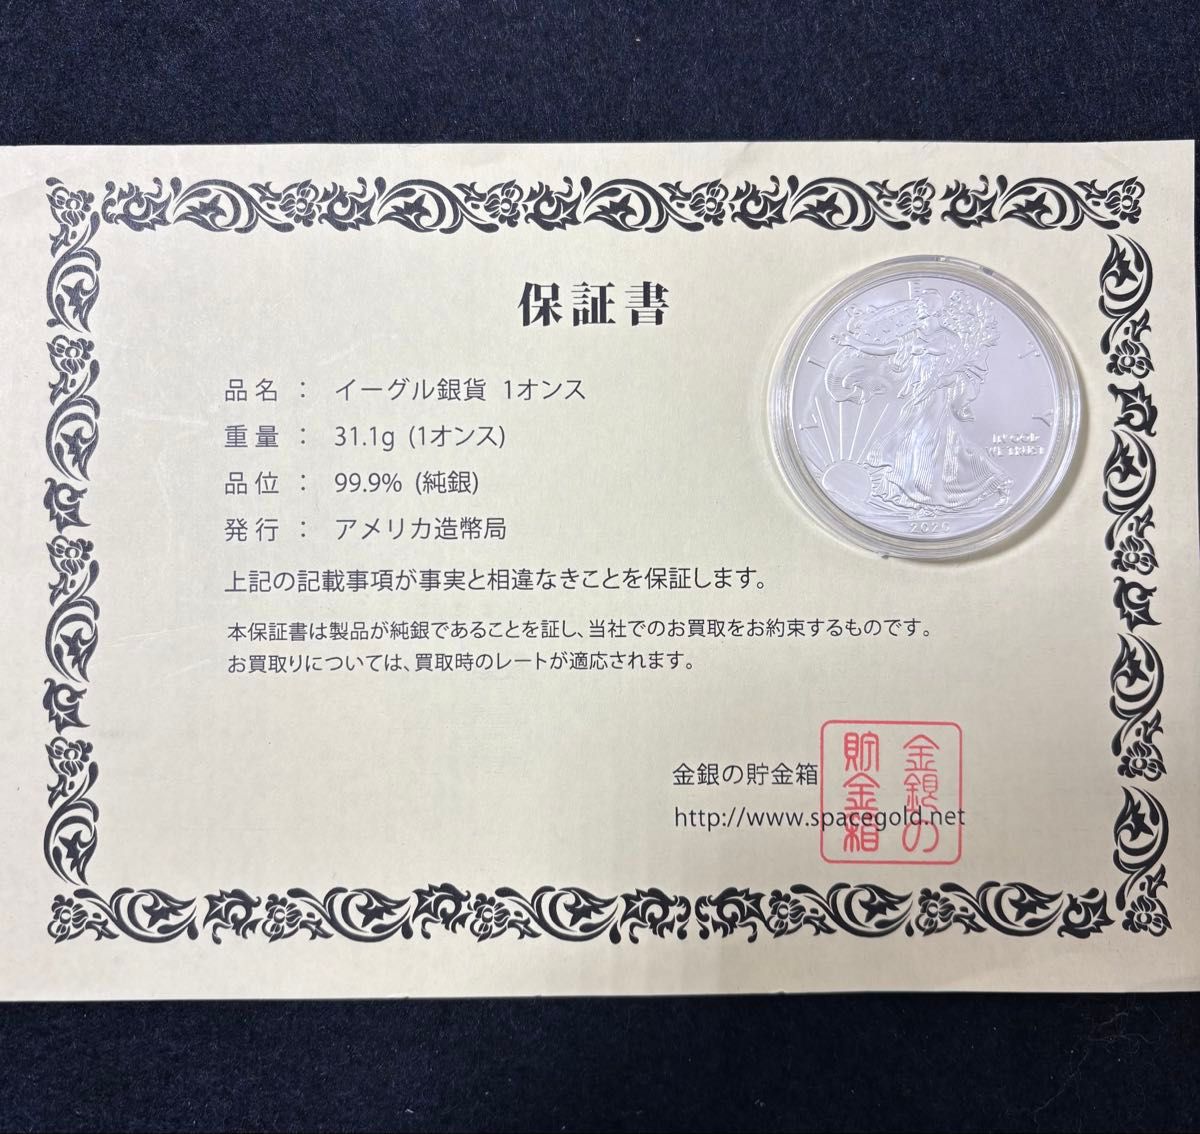 保証書
品名 ： イーグル銀貨 1オンス
重量 ： 31.1g (1オンス)
品位 ： 99.9% (純銀)
発行 ： アメリカ造幣局
上記の記載事項が事実と相違なきことを保証します。
本保証書は製品が純銀であることを証し、当社でのお買取をお約束するものです。
お買取りについては、買取時のレートが適応されます。
金銀の貯金箱
http://www.spacegold.net
金銀の
貯金箱
LIBERTY
IN GOD
WE TRUST
2020